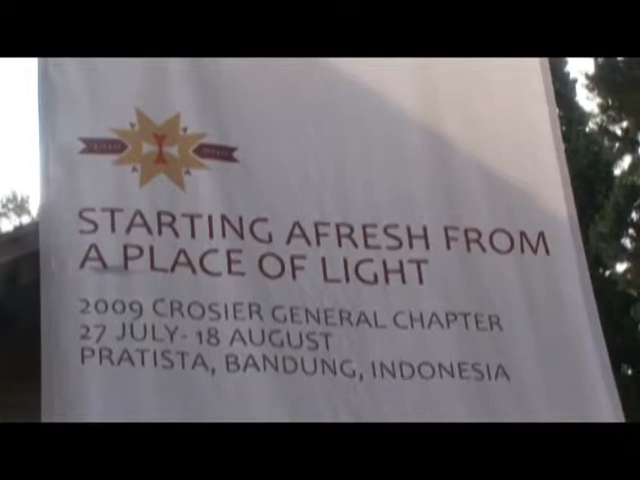 STARTING AFRESH FROM
A PLACE OF LIGHT
2009 CROSIER GENERAL CHAPTER
27 JULY- 18 AUGUST
PRATISTA, BANDUNG, INDONESIA